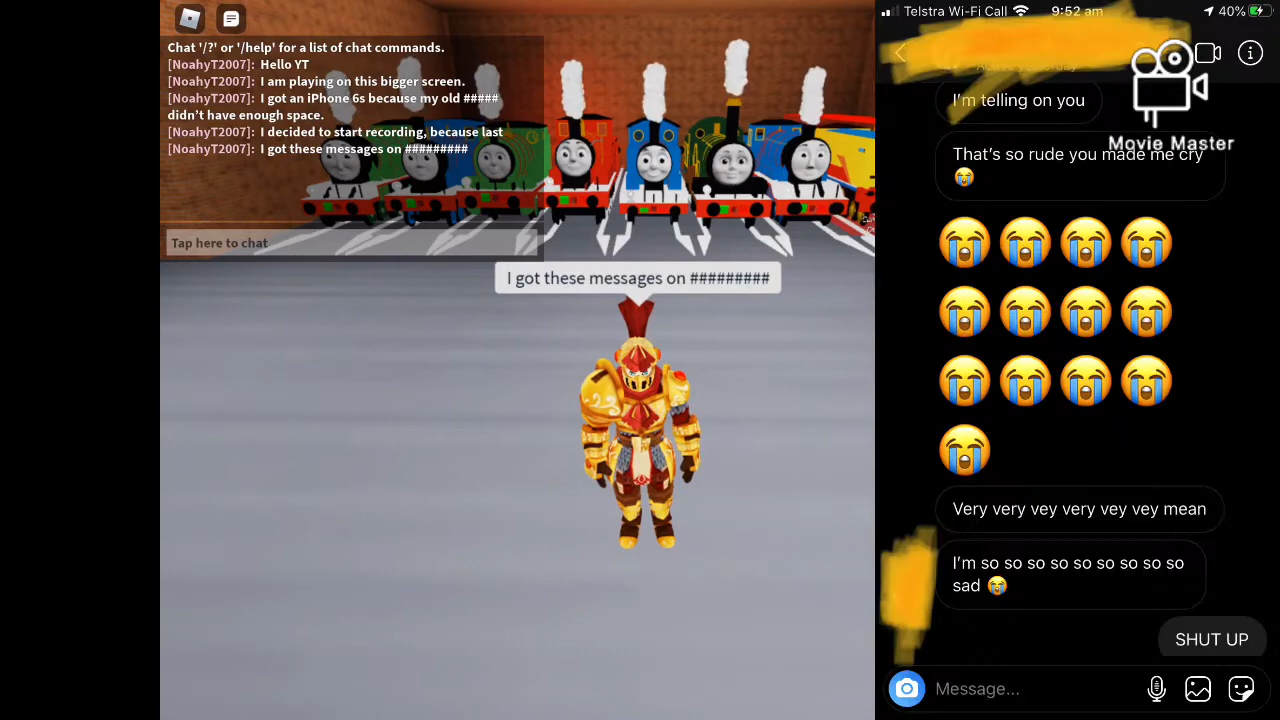 Chat '/?' or '/help' for a list of chat commands.
[NoahyT2007]: Hello YT
[NoahyT2007]: I am playing on this bigger screen.
[NoahyT2007]: I got an iPhone 6s because my old #####
didn't have enough space.
[NoahyT2007]: I decided to start recording, because last
[NoahyT2007]: I got these messages on #########
Tap here to chat
I got these messages on #########
Telstra Wi-Fi Call 9:52 am 40%
Movie Master
I'm telling on you
That's so rude you made me cry
😭
😭😭😭😭
😭😭😭😭
😭😭😭😭
😭
Very very vey very vey vey mean
I'm so so so so so so so so so
sad 😭
SHUT UP
Message...